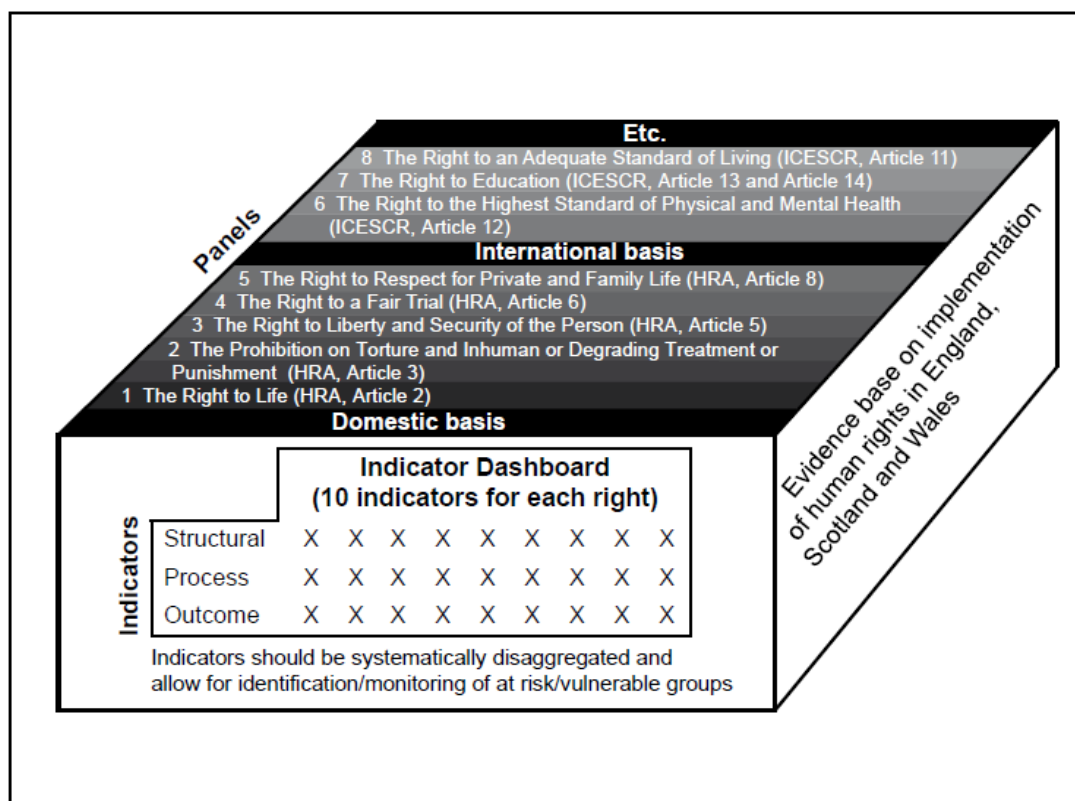 Etc.
8 The Right to an Adequate Standard of Living (ICESCR, Article 11)
7 The Right to Education (ICESCR, Article 13 and Article 14)
6 The Right to the Highest Standard of Physical and Mental Health
(ICESCR, Article 12)
International basis
5 The Right to Respect for Private and Family Life (HRA, Article 8)
4 The Right to a Fair Trial (HRA, Article 6)
3 The Right to Liberty and Security of the Person (HRA, Article 5)
2 The Prohibition on Torture and Inhuman or Degrading Treatment or
Punishment (HRA, Article 3)
1 The Right to Life (HRA, Article 2)
Domestic basis
Panels
Evidence base on implementation
of human rights in England,
Scotland and Wales
Indicators
Indicator Dashboard
(10 indicators for each right)
Structural X X X X X X X X X
Process X X X X X X X X X
Outcome X X X X X X X X X
Indicators should be systematically disaggregated and
allow for identification/monitoring of at risk/vulnerable groups